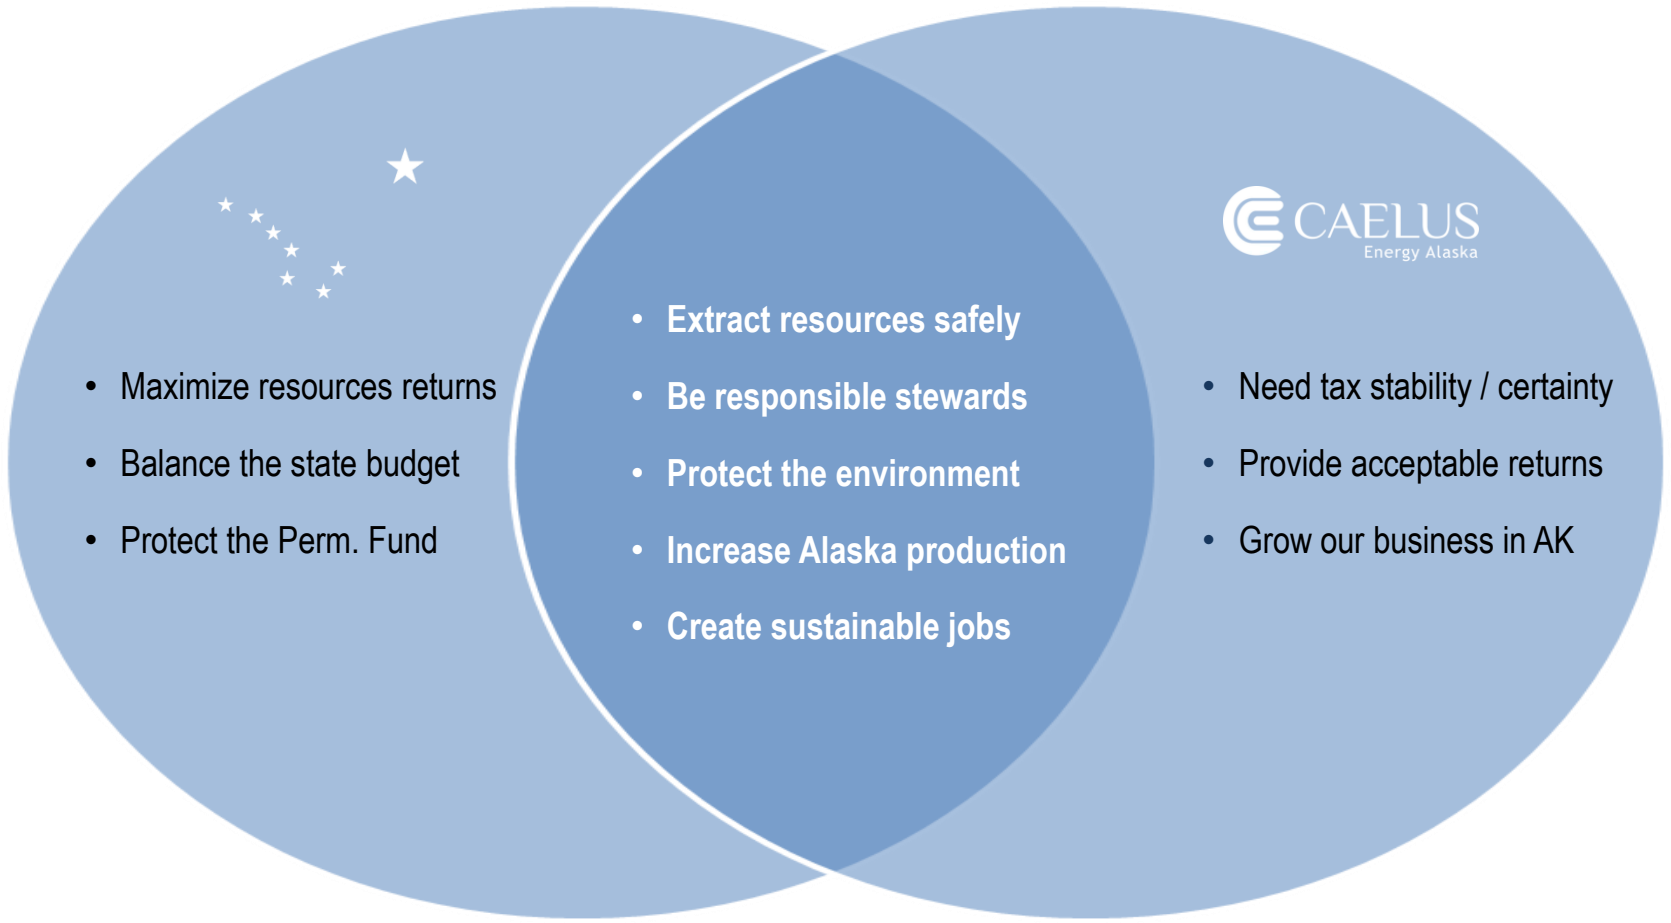 • Maximize resources returns
• Balance the state budget
• Protect the Perm. Fund
• Extract resources safely
• Be responsible stewards
• Protect the environment
• Increase Alaska production
• Create sustainable jobs
CAELUS
Energy Alaska
• Need tax stability / certainty
• Provide acceptable returns
• Grow our business in AK